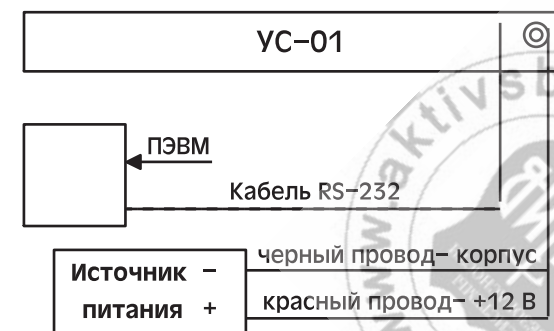 УС-01
ПЭВМ
Кабель RS-232
черный провод- корпус
Источник -
питания +
красный провод- +12 В